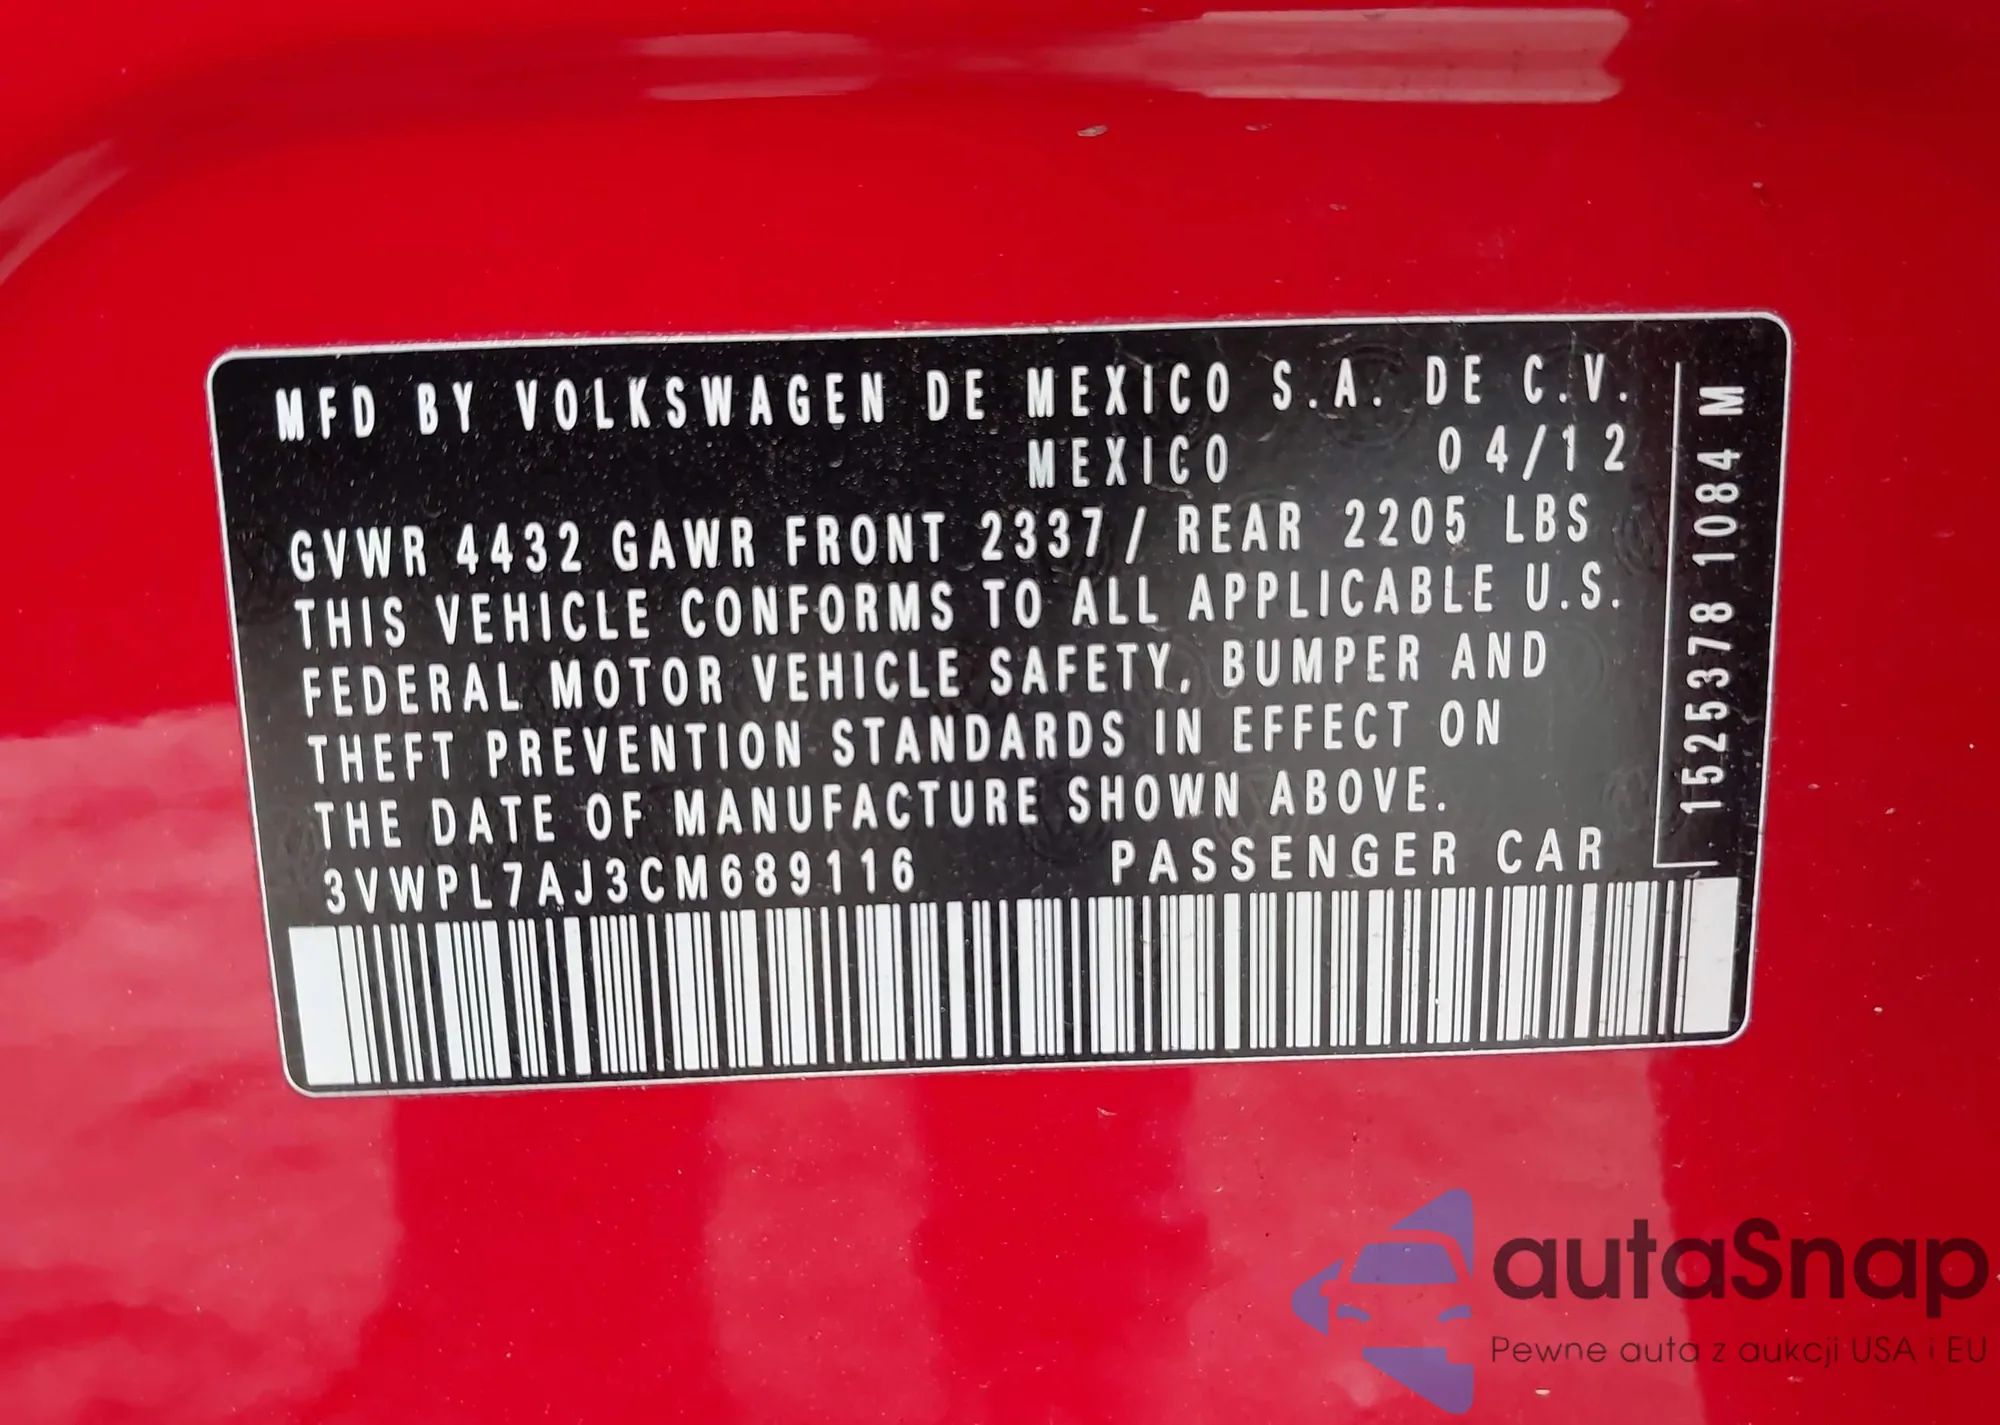 MFD BY VOLKSWAGEN DE MEXICO S.A. DE C.V.
MEXICO 04/12
GVWR 4432 GAWR FRONT 2337/ REAR 2205 LBS
THIS VEHICLE CONFORMS TO ALL APPLICABLE U.S.
FEDERAL MOTOR VEHICLE SAFETY, BUMPER AND
THEFT PREVENTION STANDARDS IN EFFECT ON
THE DATE OF MANUFACTURE SHOWN ABOVE.
3VWPL7AJ3CM689116 PASSENGER CAR
1525378 1084 M
autaSnap
Pewne auta z aukcji USA i EU